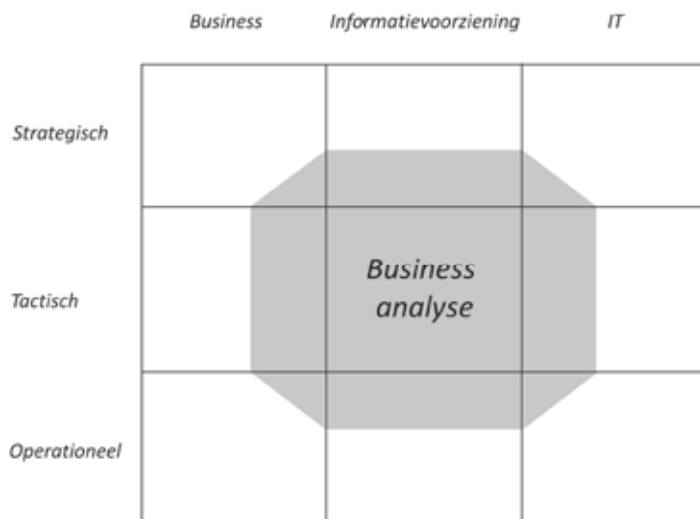 Business Informatievoorziening IT
Strategisch
Business
analyse
Tactisch
Operationeel